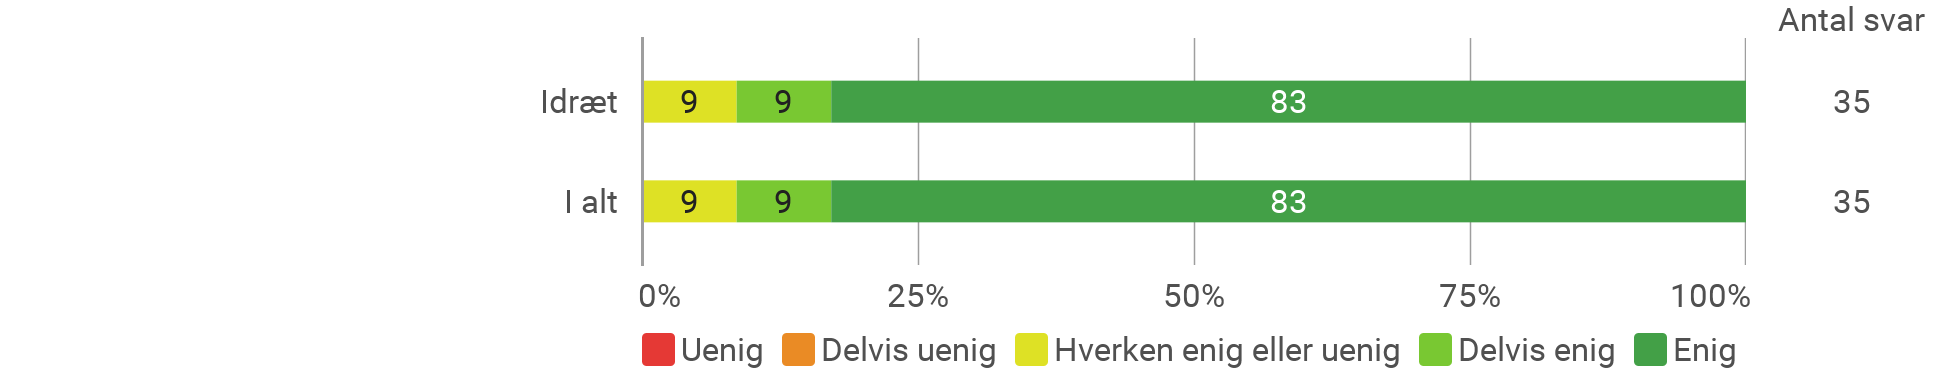 Antal svar
Idræt 9 9 83 35
I alt 9 9 83 35
0% 25% 50% 75% 100%
Uenig Delvis uenig Hverken enig eller uenig Delvis enig Enig